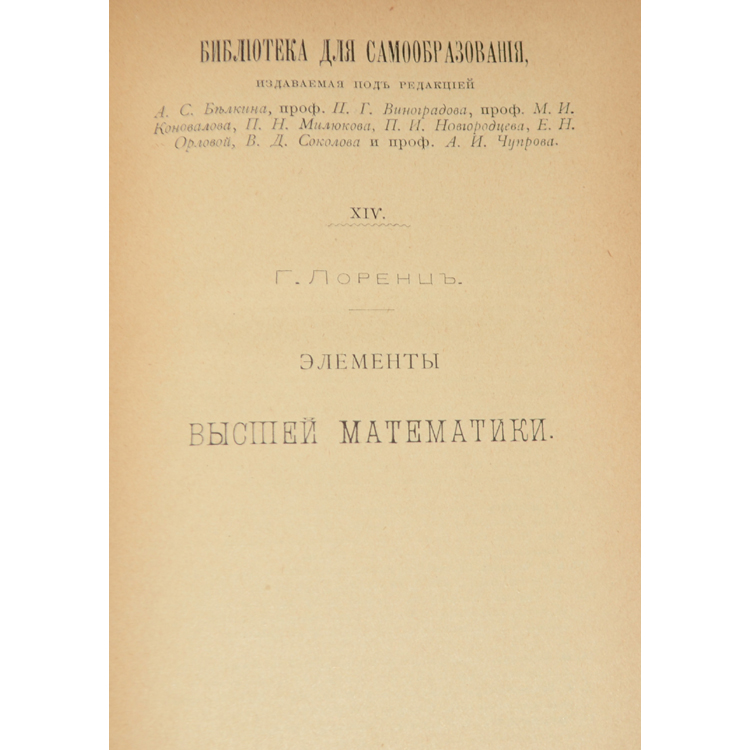 БИБЛІОТЕКА ДЛЯ САМООБРАЗОВАНІЯ,
ИЗДАВАЕМАЯ ПОДЪ РЕДАКЦІЕЙ
А. С. Бѣлкина, проф. П. Г. Виноградова, проф. М. И.
Коновалова, П. Н. Милюкова, П. И. Новгородцева, Е. Н.
Орловой, В. Д. Соколова и проф. А. И. Чупрова.
XIV.
Г. ЛОРЕНЦЪ.
ЭЛЕМЕНТЫ
ВЫСШЕЙ МАТЕМАТИКИ.